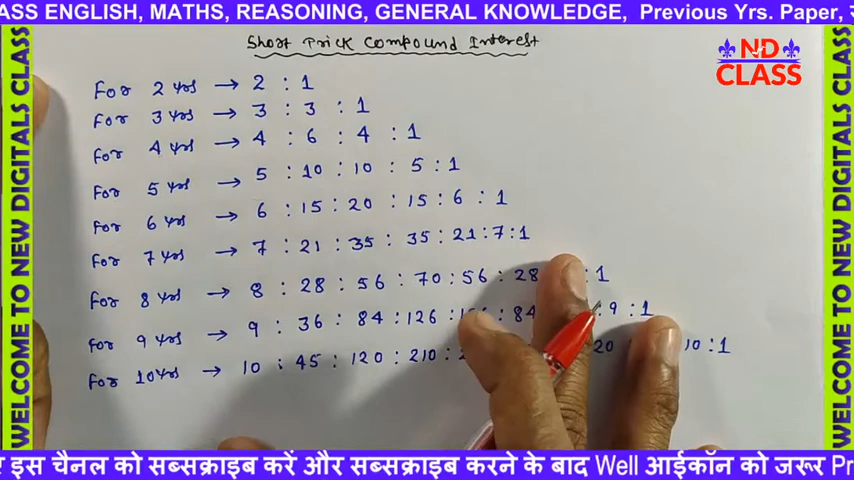 ASS ENGLISH, MATHS, REASONING, GENERAL KNOWLEDGE, Previous Yrs. Paper,
Short Trick Compound Interest
ND
CLASS
For 2 yrs → 2 : 1
For 3 yrs → 3 : 3 : 1
For 4 yrs → 4 : 6 : 4 : 1
For 5 yrs → 5 : 10 : 10 : 5 : 1
For 6 yrs → 6 : 15 : 20 : 15 : 6 : 1
For 7 yrs → 7 : 21 : 35 : 35 : 21 : 7 : 1
For 8 yrs → 8 : 28 : 56 : 70 : 56 : 28 : 1
For 9 yrs → 9 : 36 : 84 : 126 : : 84 : 9 : 1
For 10 yrs → 10 : 45 : 120 : 210 : 20 : 10 : 1
WELCOME TO NEW DIGITALS CLASS
WELCOME TO NEW DIGITALS CLASS
इस चैनल को सब्सक्राइब करें और सब्सक्राइब करने के बाद Well आईकॉन को जरूर Pr